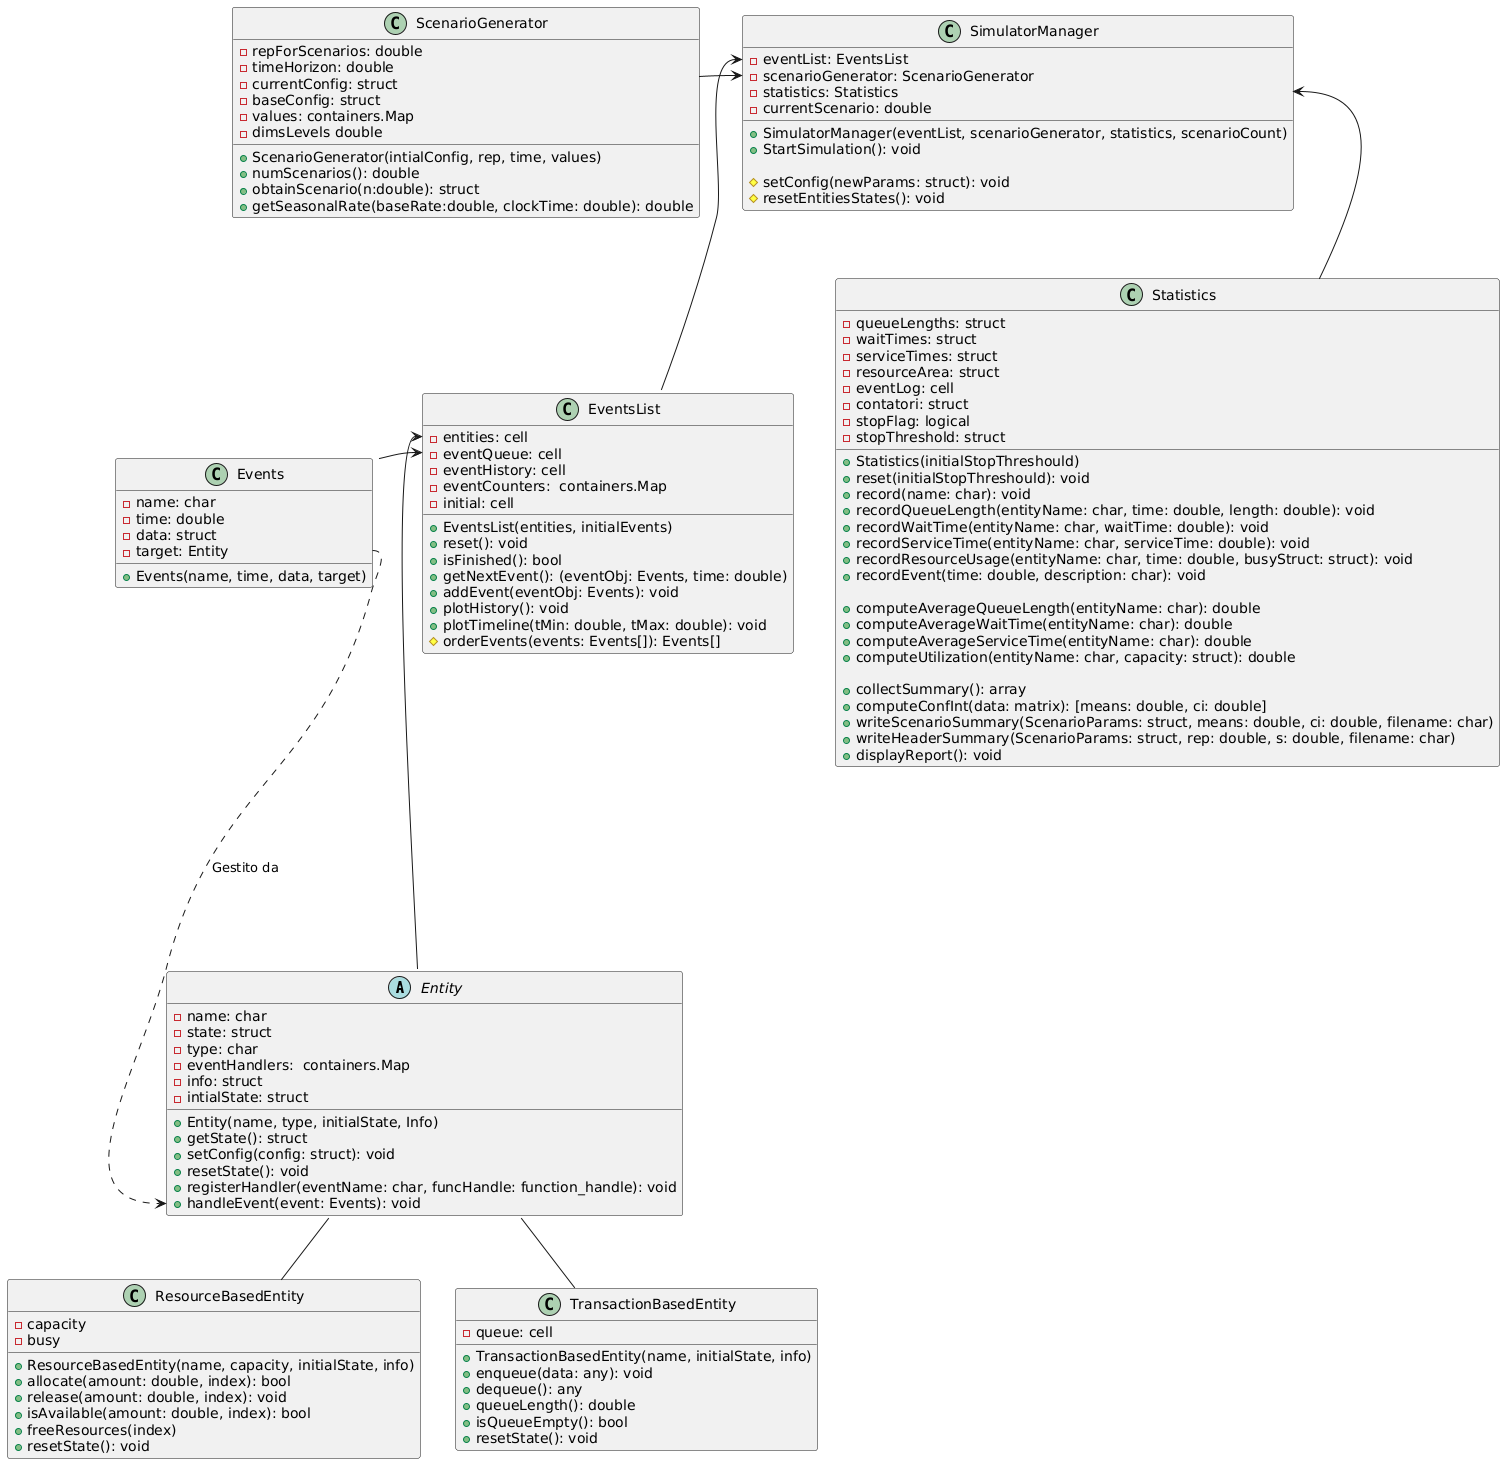 ScenarioGenerator
repForScenarios: double
timeHorizon: double
currentConfig: struct
baseConfig: struct
values: containers.Map
dimsLevels double
ScenarioGenerator(intialConfig, rep, time, values)
numScenarios(): double
obtainScenario(n:double): struct
getSeasonalRate(baseRate:double, clockTime: double): double
SimulatorManager
eventList: EventsList
scenarioGenerator: ScenarioGenerator
statistics: Statistics
currentScenario: double
SimulatorManager(eventList, scenarioGenerator, statistics, scenarioCount)
StartSimulation(): void
setConfig(newParams: struct): void
resetEntitiesStates(): void
Statistics
queueLengths: struct
waitTimes: struct
serviceTimes: struct
resourceArea: struct
eventLog: cell
contatori: struct
stopFlag: logical
stopThreshold: struct
Statistics(initialStopThreshould)
reset(initialStopThreshould): void
record(name: char): void
recordQueueLength(entityName: char, time: double, length: double): void
recordWaitTime(entityName: char, waitTime: double): void
recordServiceTime(entityName: char, serviceTime: double): void
recordResourceUsage(entityName: char, time: double, busyStruct: struct): void
recordEvent(time: double, description: char): void
computeAverageQueueLength(entityName: char): double
computeAverageWaitTime(entityName: char): double
computeAverageServiceTime(entityName: char): double
computeUtilization(entityName: char, capacity: struct): double
collectSummary(): array
computeConfInt(data: matrix): [means: double, ci: double]
writeScenarioSummary(ScenarioParams: struct, means: double, ci: double, filename: char)
writeHeaderSummary(ScenarioParams: struct, rep: double, s: double, filename: char)
displayReport(): void
EventsList
entities: cell
eventQueue: cell
eventHistory: cell
eventCounters:  containers.Map
initial: cell
EventsList(entities, initialEvents)
reset(): void
isFinished(): bool
getNextEvent(): (eventObj: Events, time: double)
addEvent(eventObj: Events): void
plotHistory(): void
plotTimeline(tMin: double, tMax: double): void
orderEvents(events: Events[]): Events[]
Events
name: char
time: double
data: struct
target: Entity
Events(name, time, data, target)
Gestito da
Entity
name: char
state: struct
type: char
eventHandlers:  containers.Map
info: struct
intialState: struct
Entity(name, type, initialState, Info)
getState(): struct
setConfig(config: struct): void
resetState(): void
registerHandler(eventName: char, funcHandle: function_handle): void
handleEvent(event: Events): void
ResourceBasedEntity
capacity
busy
ResourceBasedEntity(name, capacity, initialState, info)
allocate(amount: double, index): bool
release(amount: double, index): void
isAvailable(amount: double, index): bool
freeResources(index)
resetState(): void
TransactionBasedEntity
queue: cell
TransactionBasedEntity(name, initialState, info)
enqueue(data: any): void
dequeue(): any
queueLength(): double
isQueueEmpty(): bool
resetState(): void